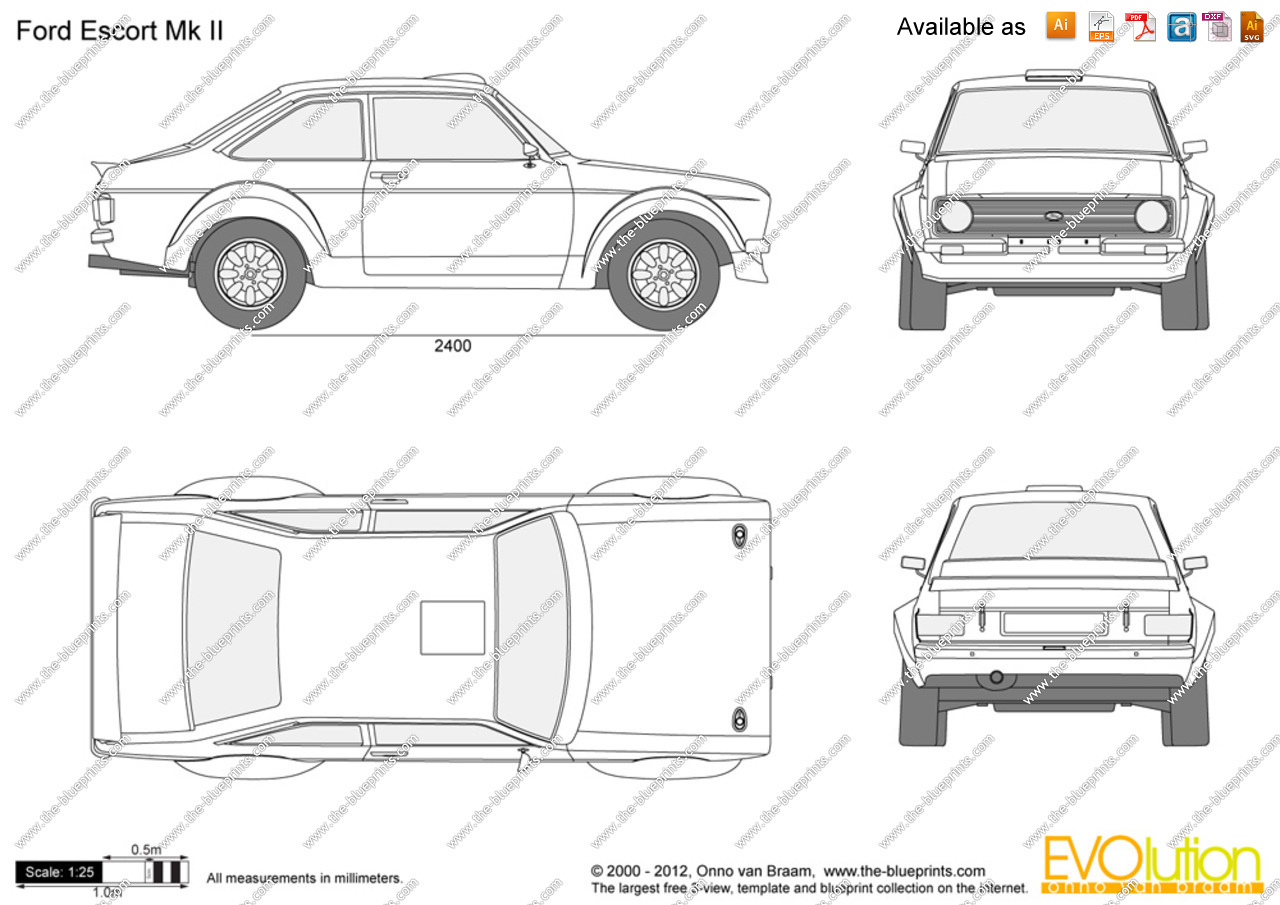 Ford Escort Mk II
Available as
Ai
EPS
PDF
a
DXF
Ai
SVG
2400
www.the-blueprints.com
0.5m
Scale: 1:25
1.0m
All measurements in millimeters.
© 2000 - 2012, Onno van Braam, www.the-blueprints.com
The largest free g-view, template and blueprint collection on the internet.
EVOlution
onno van braam